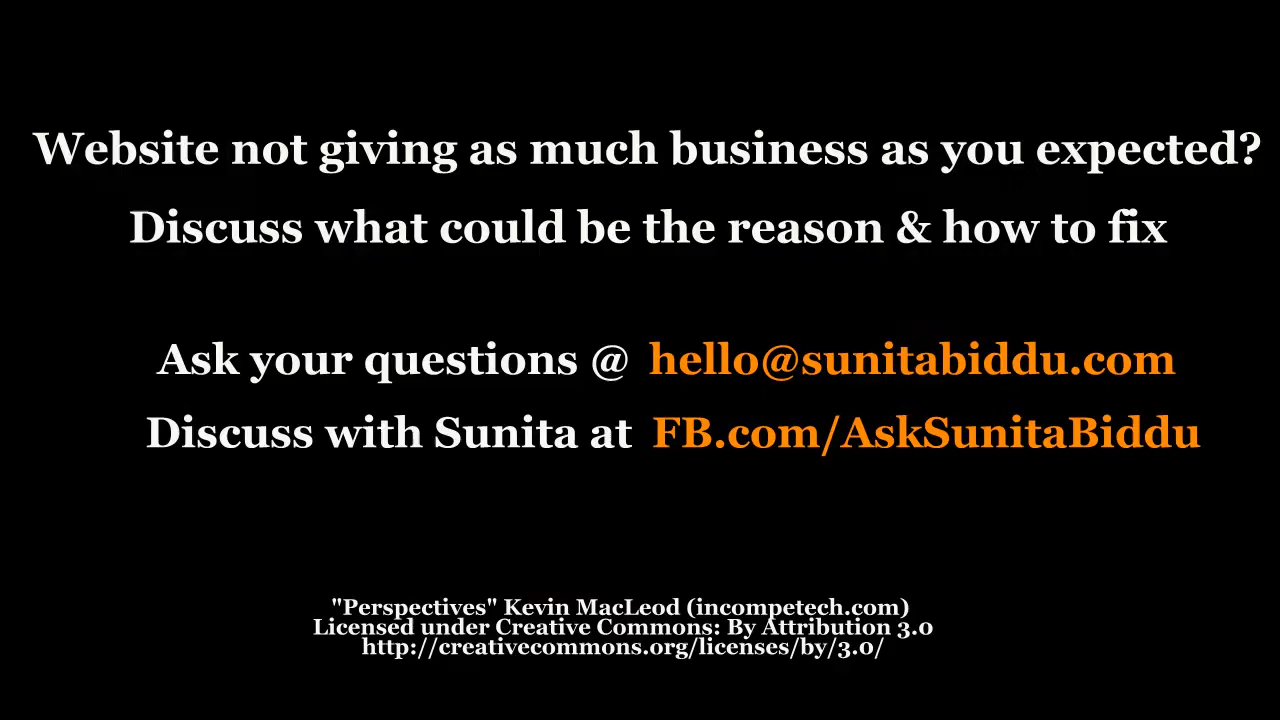 Website not giving as much business as you expected?
Discuss what could be the reason & how to fix
Ask your questions @ hello@sunitabiddu.com
Discuss with Sunita at FB.com/AskSunitaBiddu
"Perspectives" Kevin MacLeod (incompetech.com)
Licensed under Creative Commons: By Attribution 3.0
http://creativecommons.org/licenses/by/3.0/